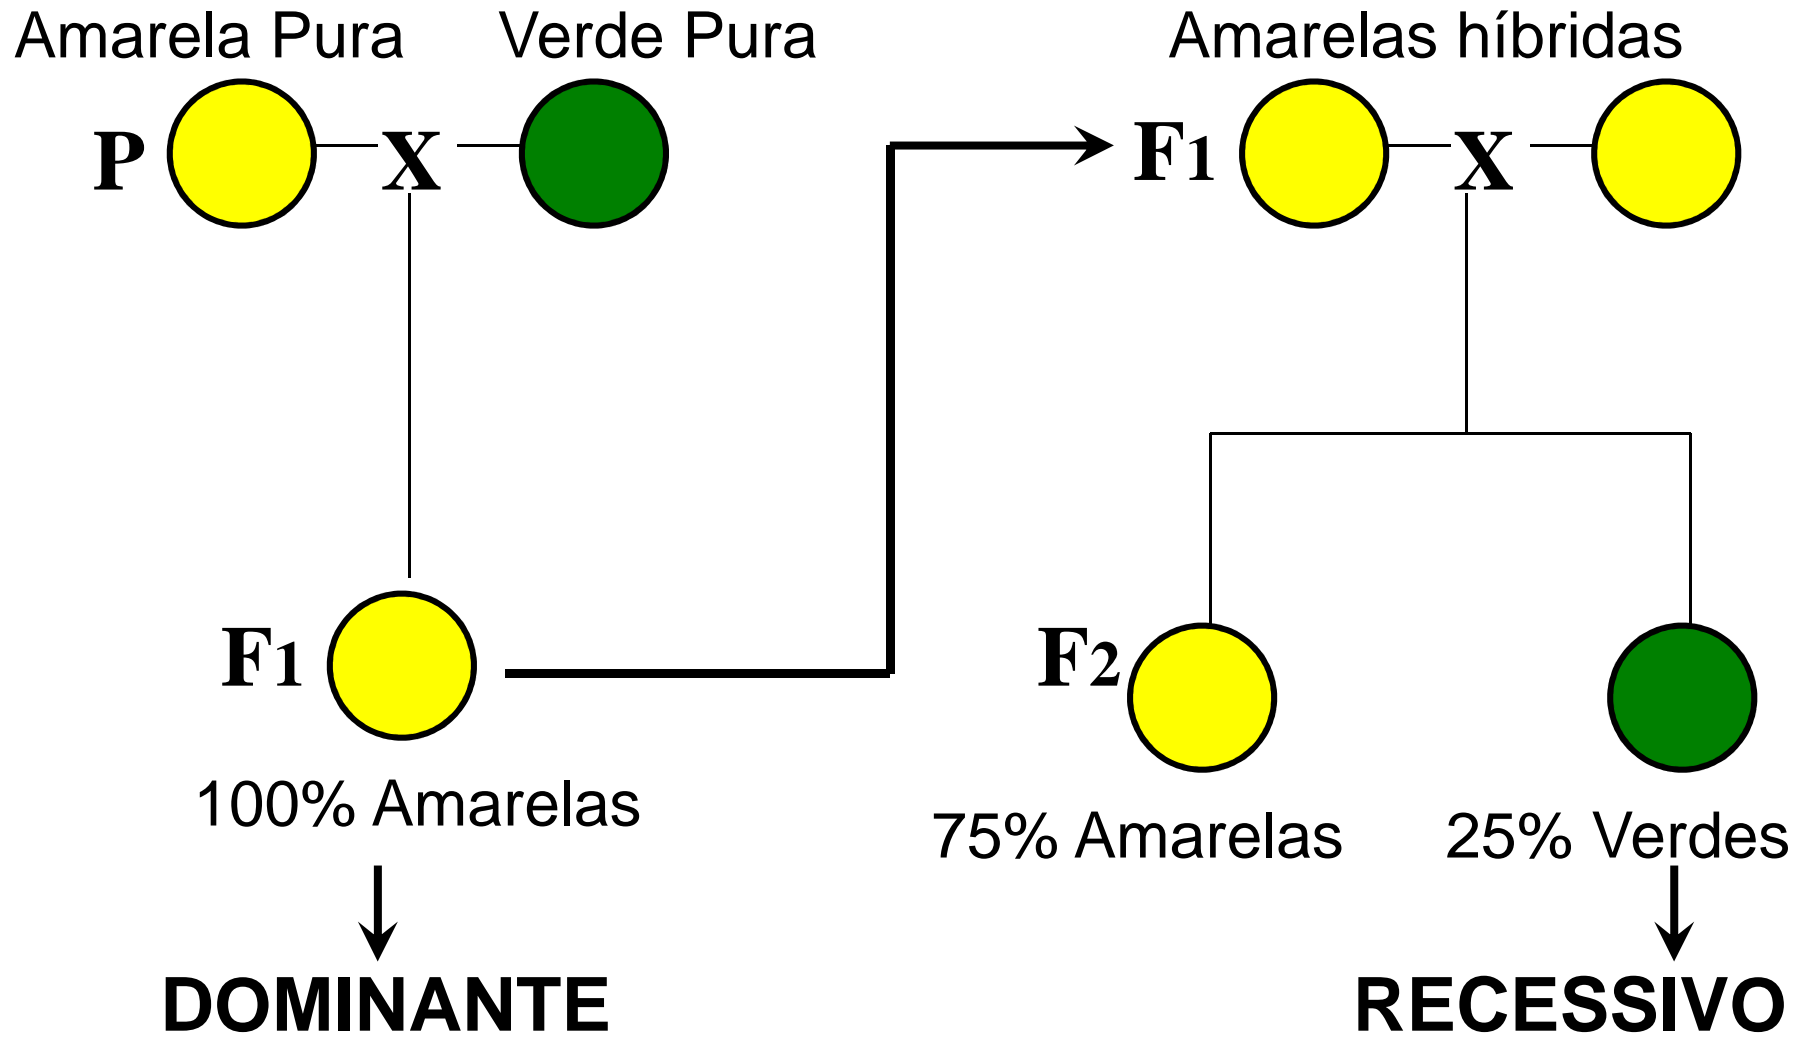 Amarela Pura
Verde Pura
P
X
F1
100% Amarelas
DOMINANTE
Amarelas híbridas
F1
X
F2
75% Amarelas
25% Verdes
RECESSIVO